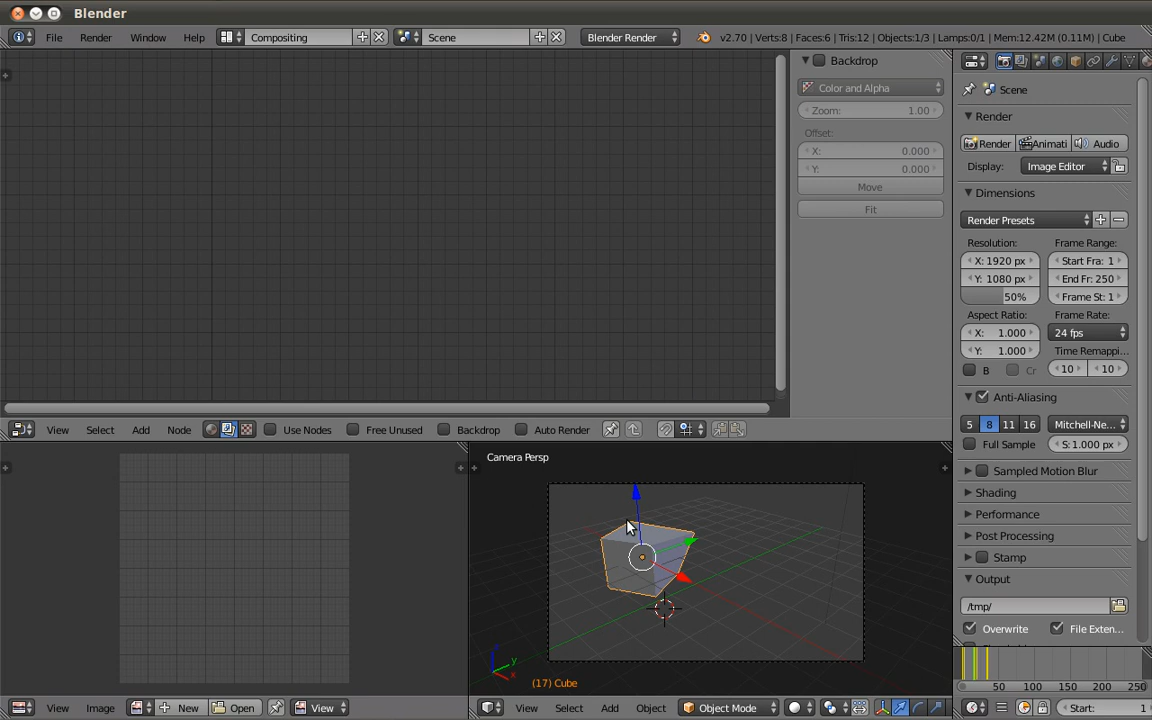 Blender
File Render Window Help Compositing Scene Blender Render v2.70 | Verts:8 | Faces:6 | Tris:12 | Objects:1/3 | Lamps:0/1 | Mem:12.42M (0.11M) | Cube
Backdrop
Color and Alpha
Zoom: 1.00
Offset:
X: 0.000
Y: 0.000
Move
Fit
Scene
Render
Render Animati Audio
Display: Image Editor
Dimensions
Render Presets
Resolution: Frame Range:
X: 1920 px Start Fra: 1
Y: 1080 px End Fr: 250
50% Frame St: 1
Aspect Ratio: Frame Rate:
X: 1.000 24 fps
Y: 1.000 Time Remappi...
B Cr 10 10
Anti-Aliasing
5 8 11 16 Mitchell-Ne...
Full Sample S: 1.000 px
Sampled Motion Blur
Shading
Performance
Post Processing
Stamp
Output
/tmp/
Overwrite File Exten...
View Select Add Node Use Nodes Free Unused Backdrop Auto Render
Camera Persp
z
y
x
(17) Cube
View Image New Open View
View Select Add Object Object Mode
50 100 150 200 250
Start: 1